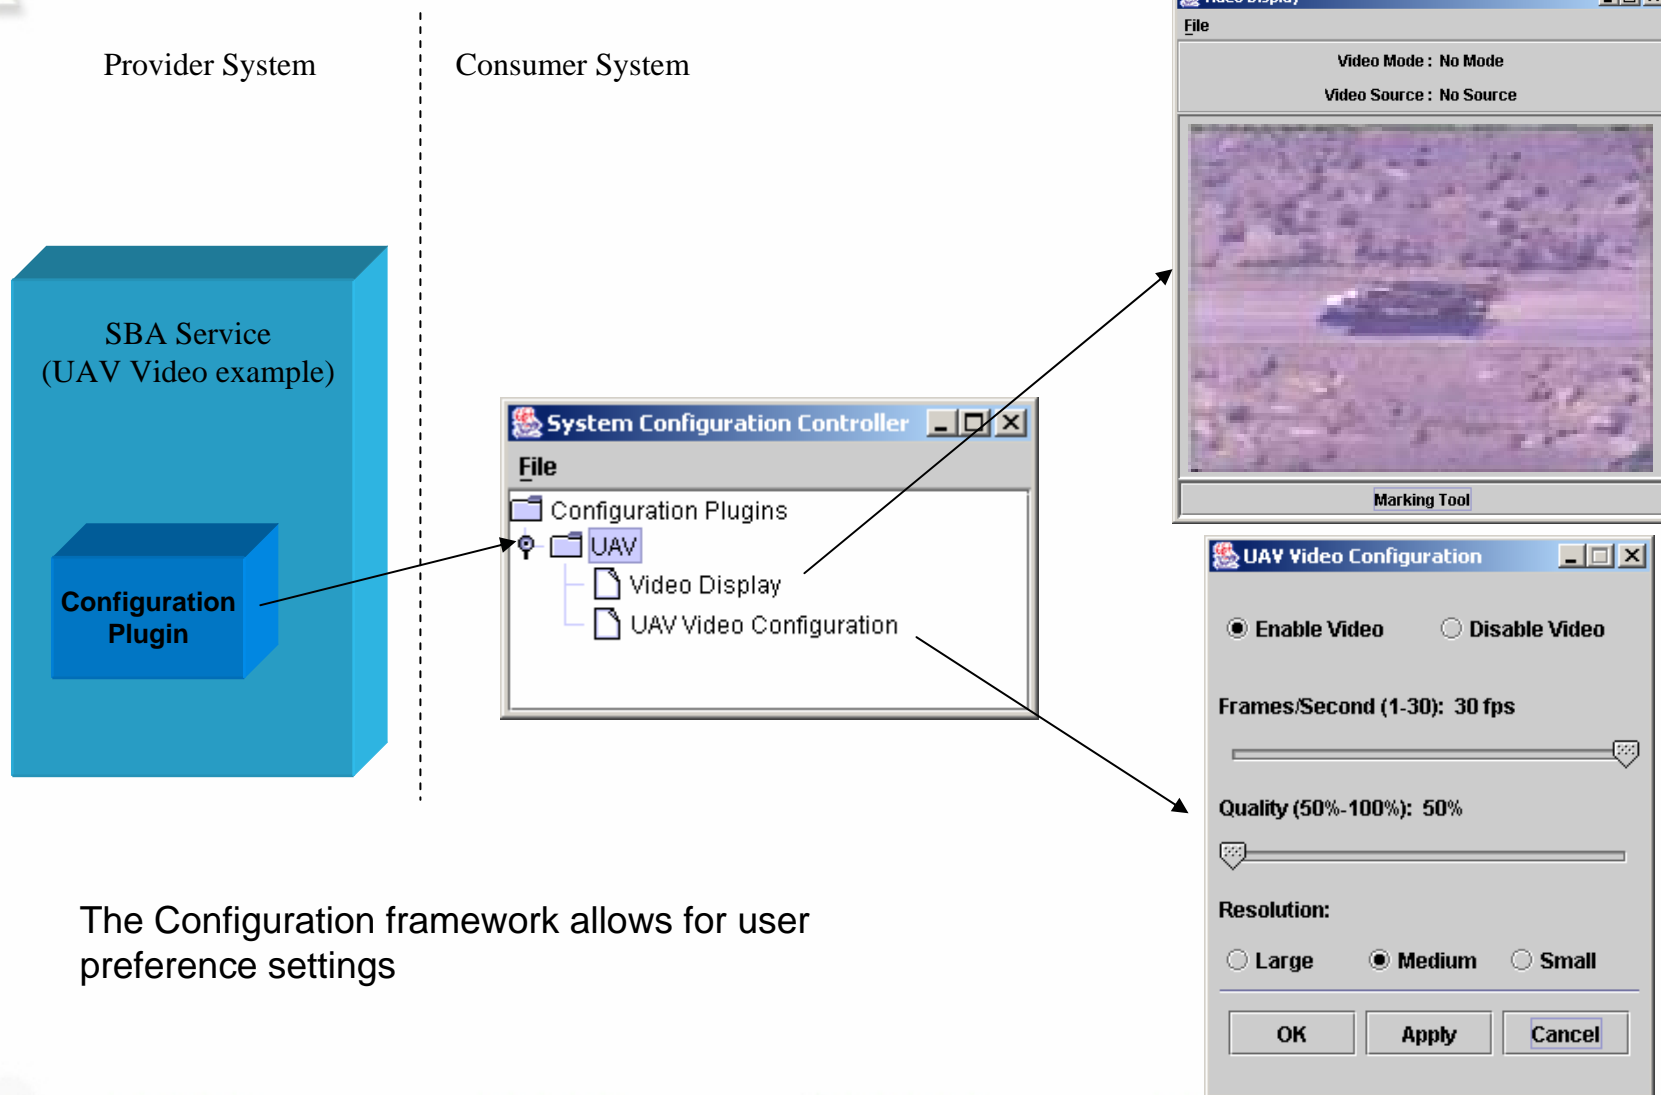 Provider System
Consumer System
SBA Service
(UAV Video example)
Configuration
Plugin
System Configuration Controller
File
Configuration Plugins
UAV
Video Display
UAV Video Configuration
Video Display
File
Video Mode : No Mode
Video Source : No Source
Marking Tool
UAV Video Configuration
Enable Video Disable Video
Frames/Second (1-30): 30 fps
Quality (50%-100%): 50%
Resolution:
Large Medium Small
OK Apply Cancel
The Configuration framework allows for user
preference settings